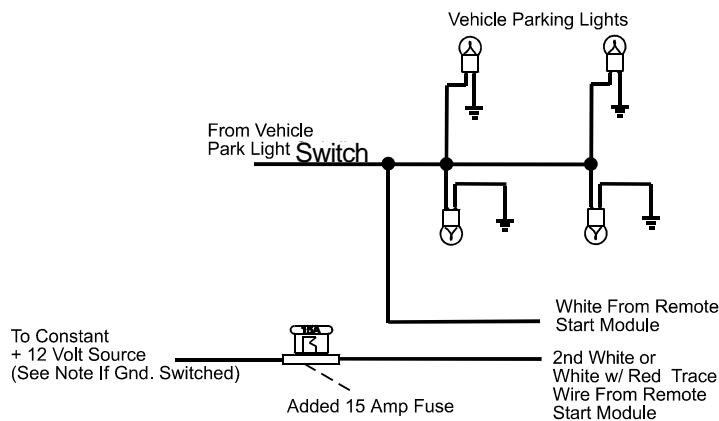 Vehicle Parking Lights
From Vehicle
Park Light Switch
White From Remote
Start Module
15A
To Constant
+ 12 Volt Source
(See Note If Gnd. Switched)
2nd White or
White w/ Red Trace
Wire From Remote
Start Module
Added 15 Amp Fuse